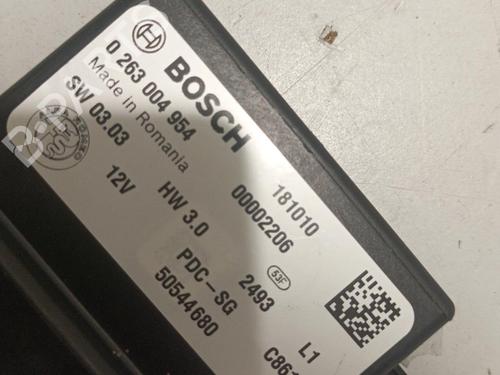 BOSCH
0 263 004 954
Made in Romania
SW 03.03
181010
00002206
HW 3.0
12V
53F
2493
PDC-SG
50544680
L1
B-PARTS